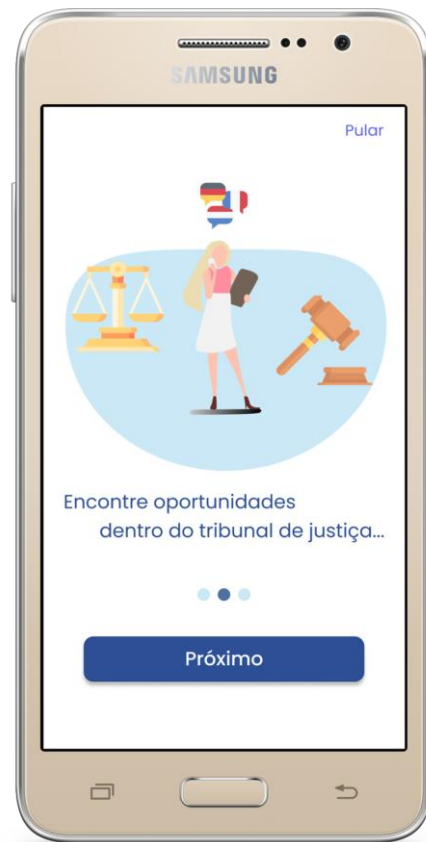 SAMSUNG
Pular
Encontre oportunidades
dentro do tribunal de justiça...
Próximo